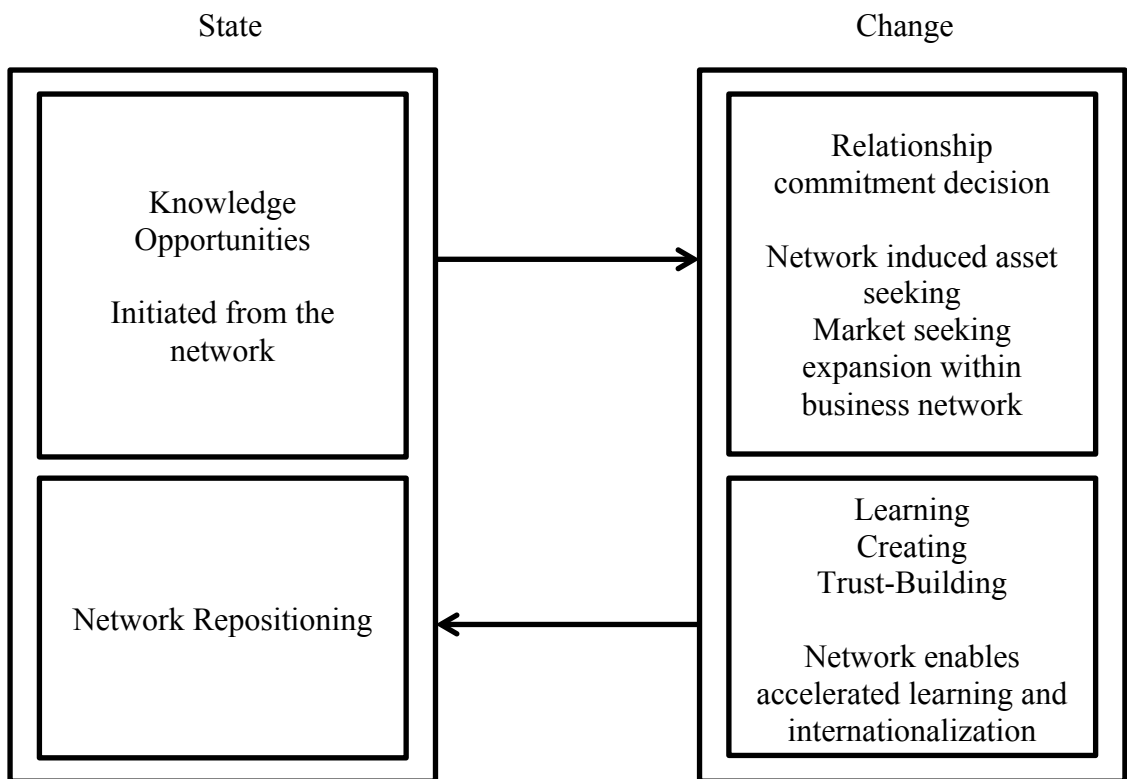 State
Change
Knowledge
Opportunities
Initiated from the
network
Relationship
commitment decision
Network induced asset
seeking
Market seeking
expansion within
business network
Network Repositioning
Learning
Creating
Trust-Building
Network enables
accelerated learning and
internationalization